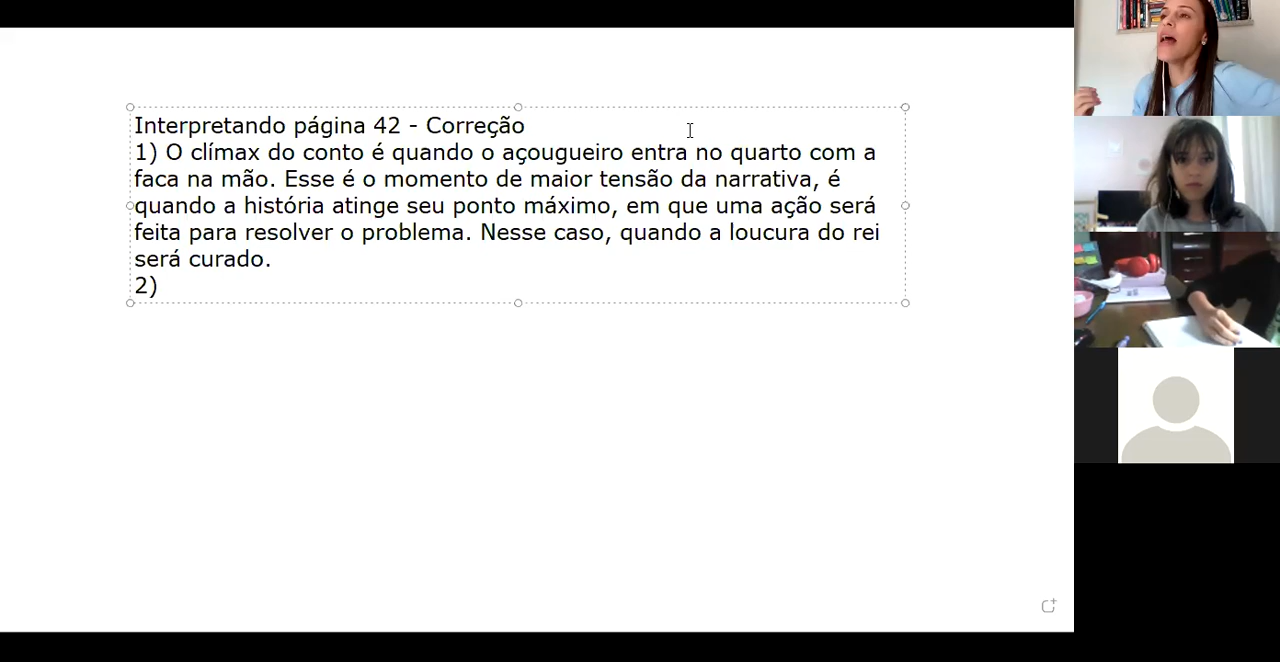 Interpretando página 42 - Correção
1) O clímax do conto é quando o açougueiro entra no quarto com a
faca na mão. Esse é o momento de maior tensão da narrativa, é
quando a história atinge seu ponto máximo, em que uma ação será
feita para resolver o problema. Nesse caso, quando a loucura do rei
será curado.
2)